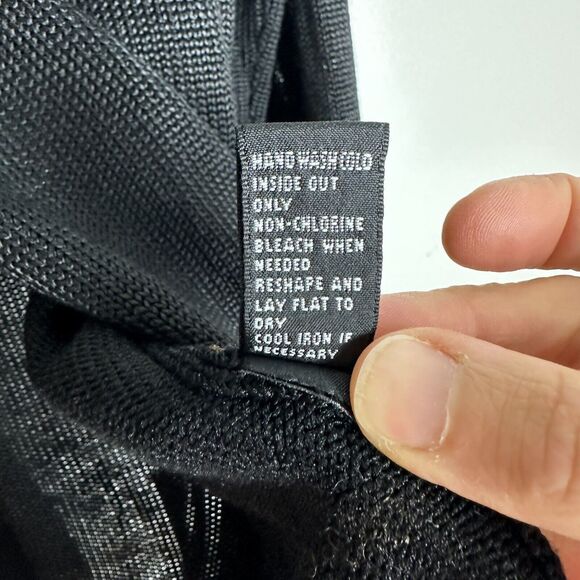 HAND WASH COLD
INSIDE OUT
ONLY
NON-CHLORINE
BLEACH WHEN
NEEDED
RESHAPE AND
LAY FLAT TO
DRY
COOL IRON IF
NECESSARY